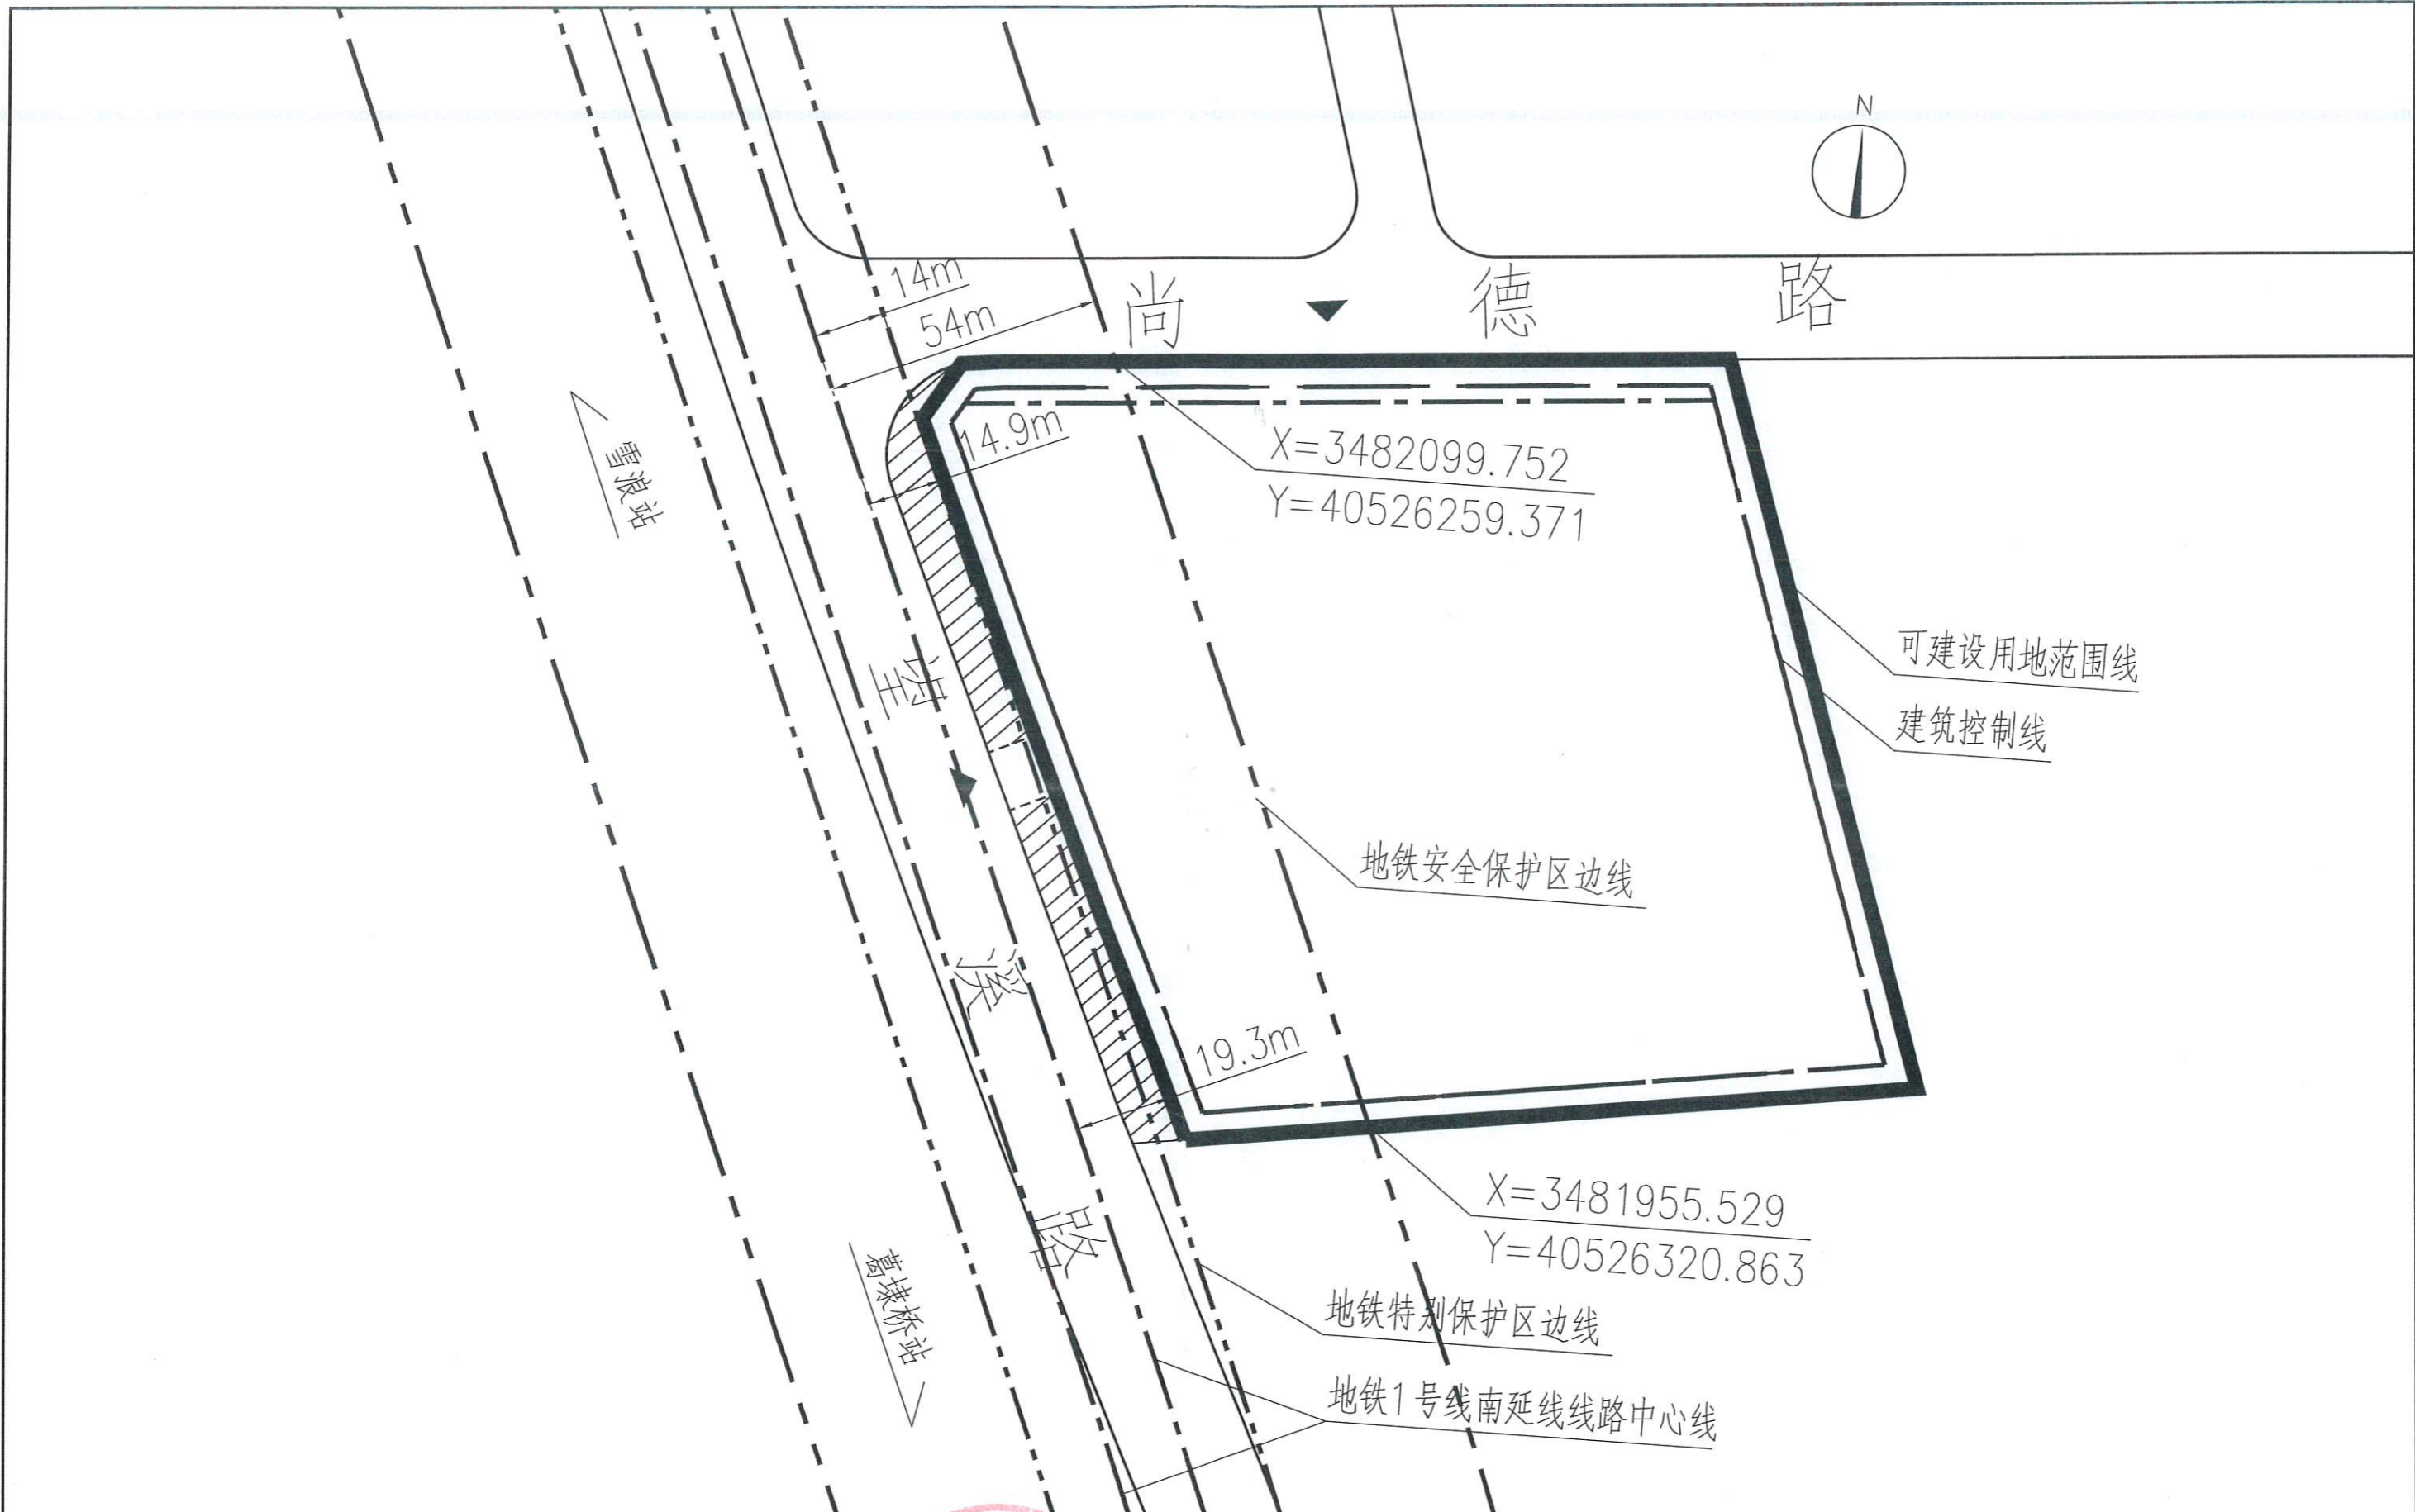 N
尚 德 路
14m
54m
14.9m
X=3482099.752
Y=40526259.371
雪浪站
可建设用地范围线
建筑控制线
塑 溪 路
地铁安全保护区边线
19.3m
X=3481955.529
Y=40526320.863
葛埭桥站
地铁特别保护区边线
地铁1号线南延线线路中心线